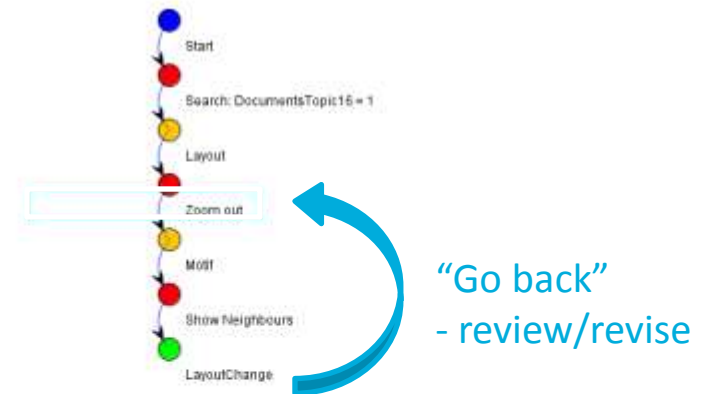 Start
Search: DocumentsTopic16 = 1
Layout
Zoom out
Motif
Show Neighbours
LayoutChange
“Go back”
- review/revise